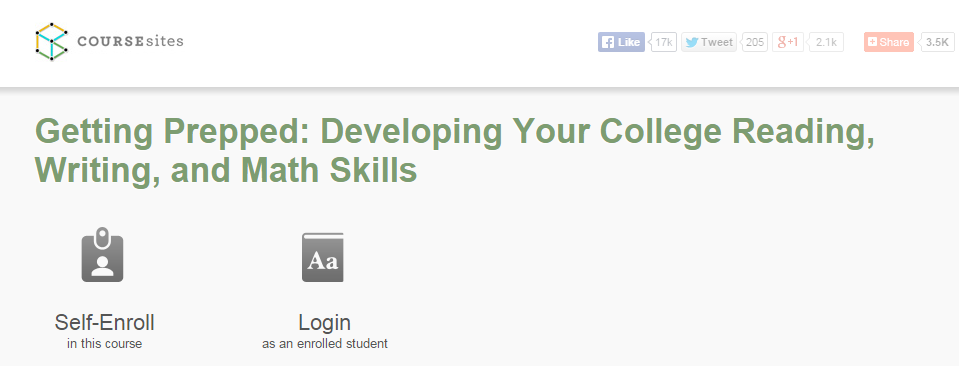 COURSEsites
Like 17k Tweet 205 g+1 2.1k Share 3.5K
Getting Prepped: Developing Your College Reading,
Writing, and Math Skills
Aa
Self-Enroll
in this course
Login
as an enrolled student